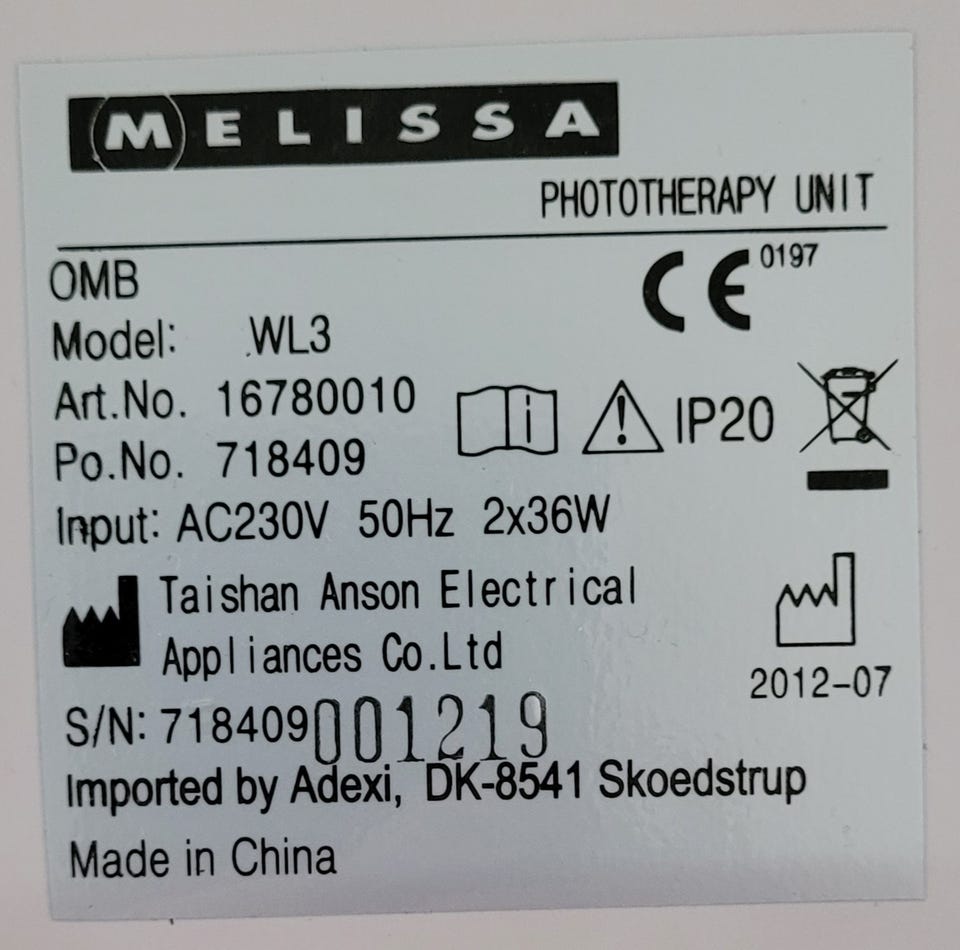 MELISSA
PHOTOTHERAPY UNIT
OMB
CE 0197
Model: WL3
Art.No. 16780010
IP20
Po.No. 718409
Input: AC230V 50Hz 2x36W
Taishan Anson Electrical
Appliances Co.Ltd
2012-07
S/N: 718409001219
Imported by Adexi, DK-8541 Skoedstrup
Made in China